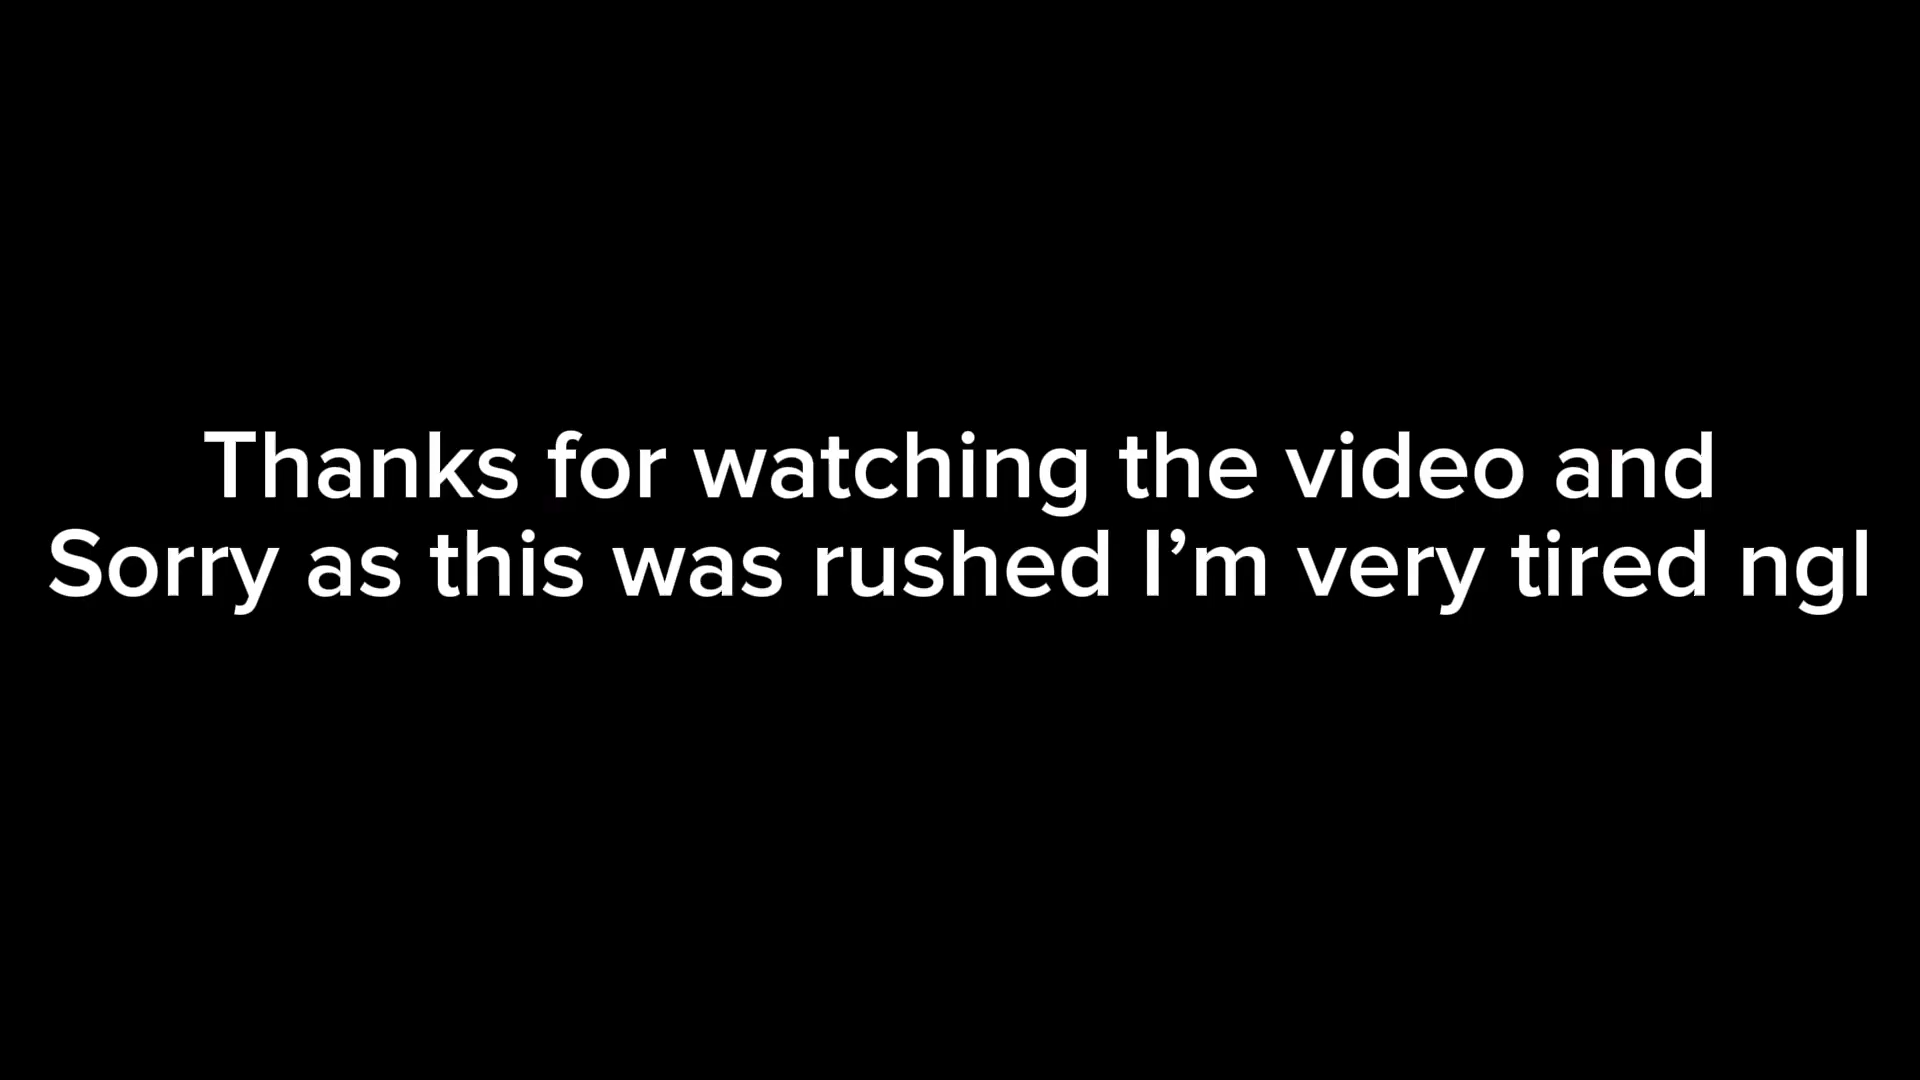 Thanks for watching the video and
Sorry as this was rushed I’m very tired ngl